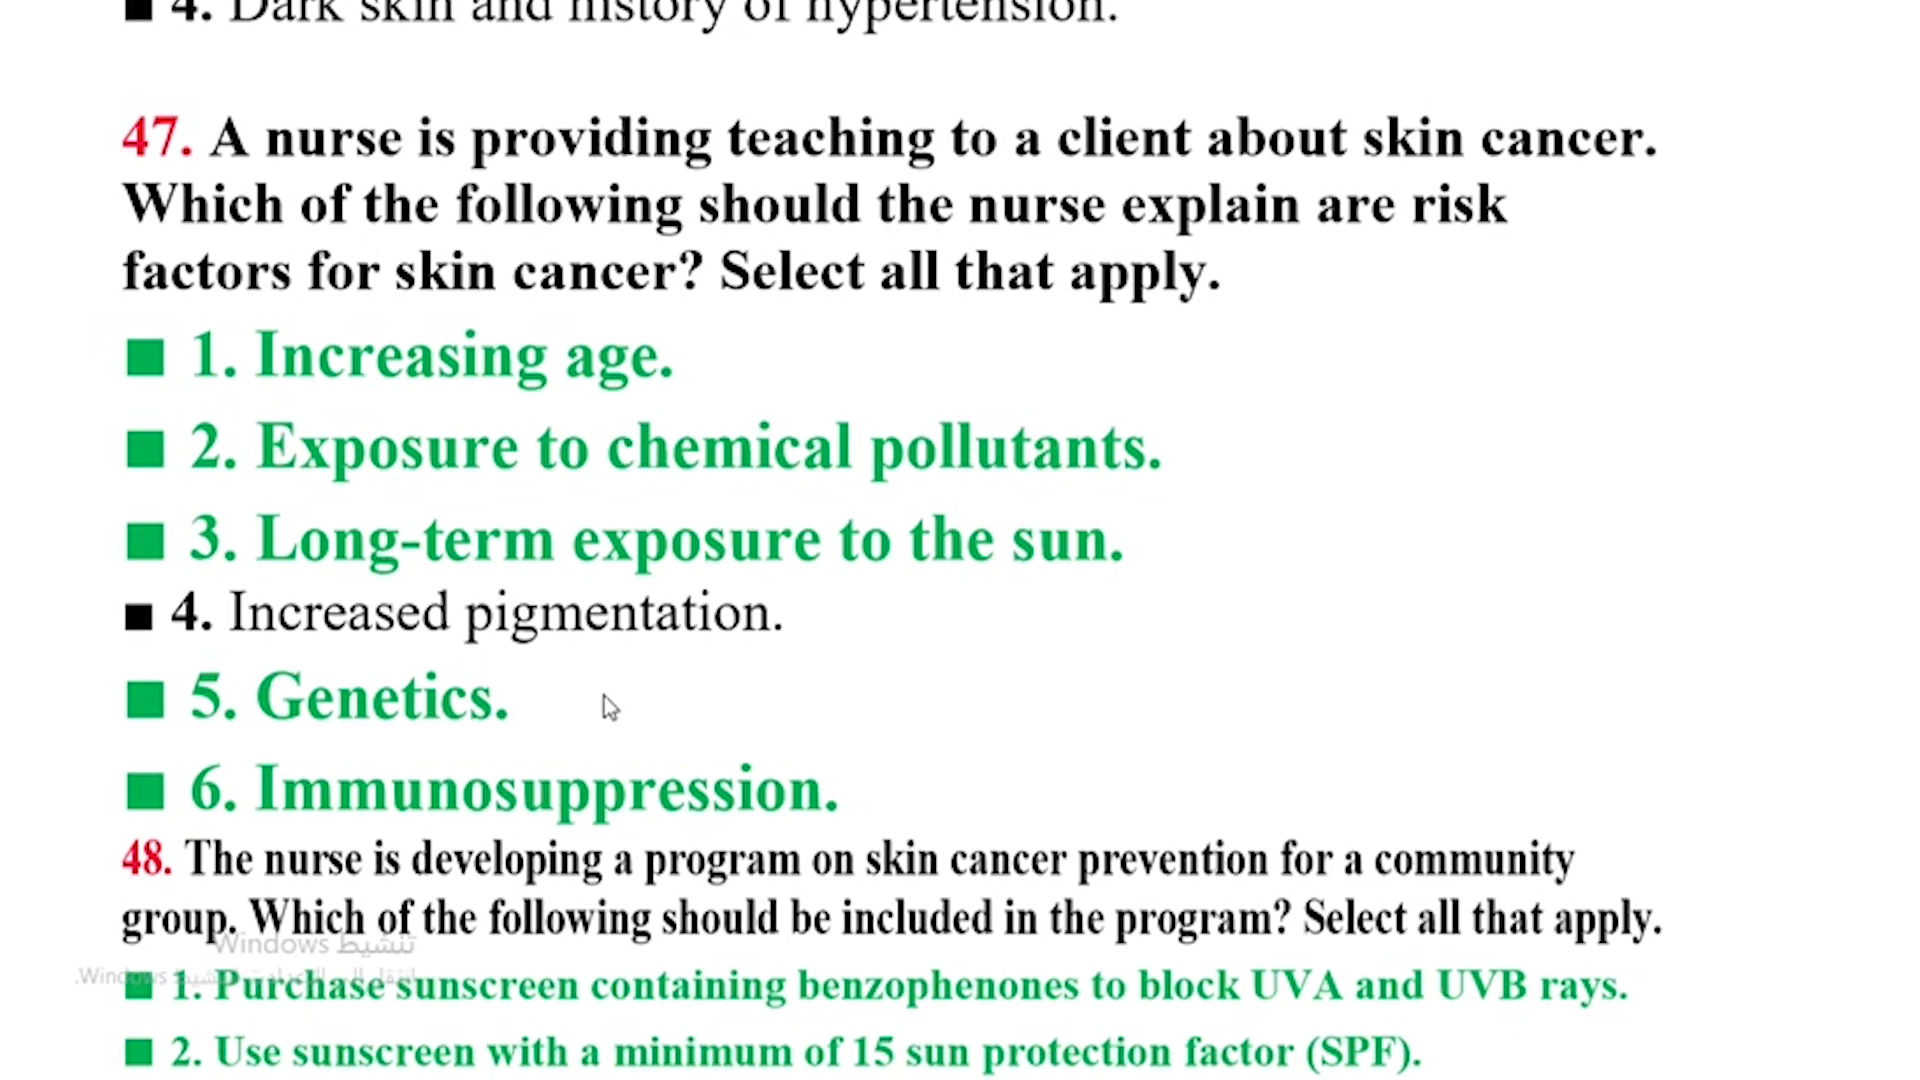 ■ 4. Dark skin and history of hypertension.
47. A nurse is providing teaching to a client about skin cancer.
Which of the following should the nurse explain are risk
factors for skin cancer? Select all that apply.
■ 1. Increasing age.
■ 2. Exposure to chemical pollutants.
■ 3. Long-term exposure to the sun.
■ 4. Increased pigmentation.
■ 5. Genetics.
■ 6. Immunosuppression.
48. The nurse is developing a program on skin cancer prevention for a community
group. Which of the following should be included in the program? Select all that apply.
تنشيط Windows
■ 1. Purchase sunscreen containing benzophenones to block UVA and UVB rays.
■ 2. Use sunscreen with a minimum of 15 sun protection factor (SPF).